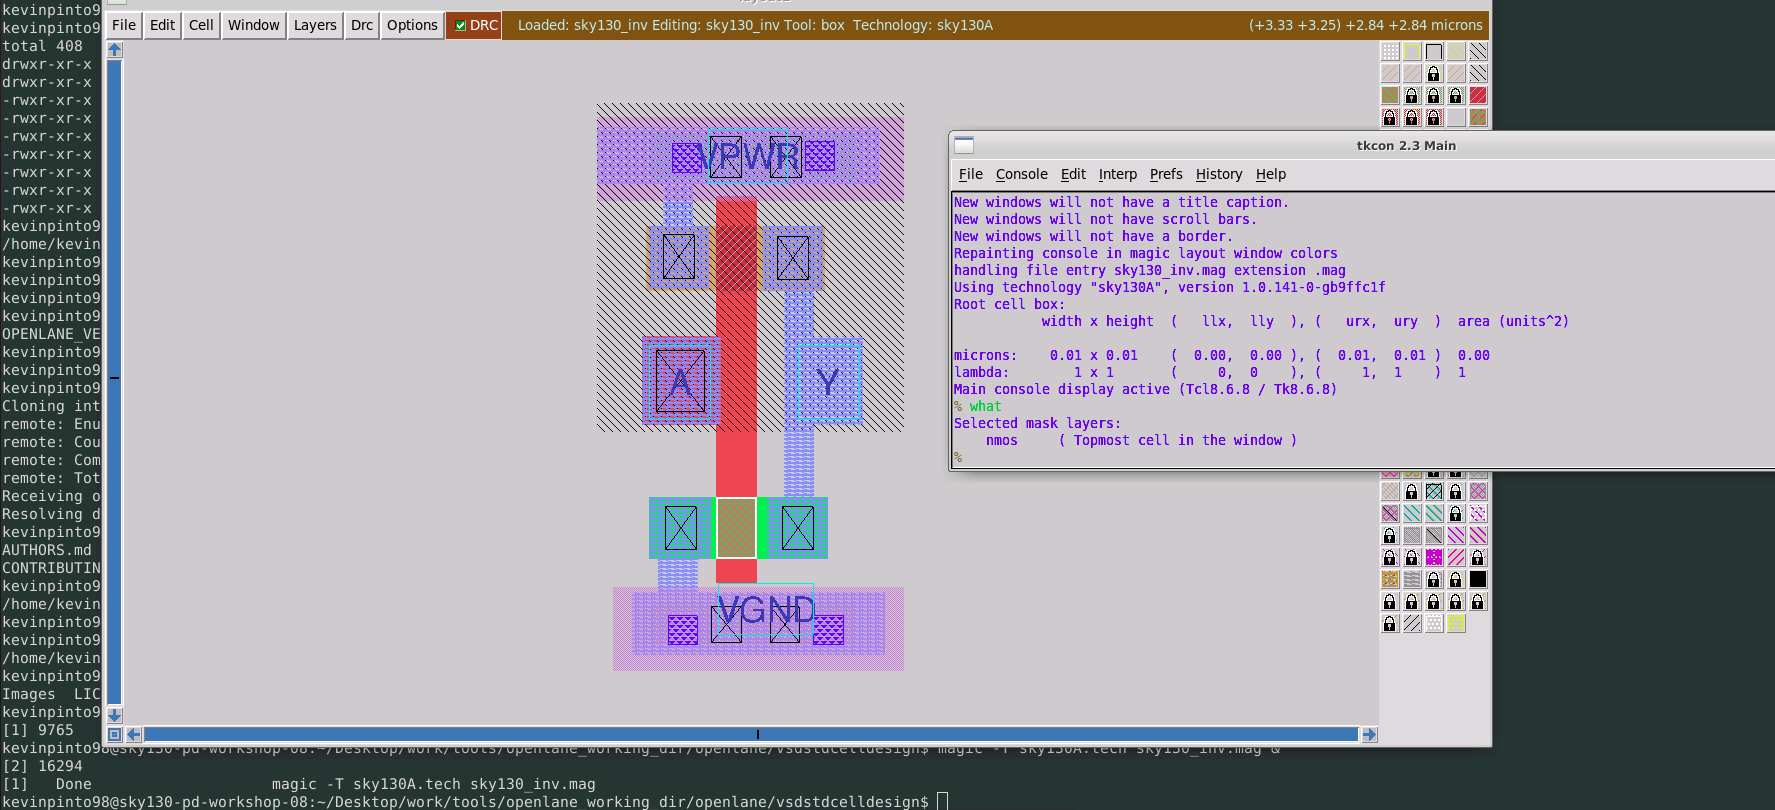 kevinpinto9
kevinpinto9
total 408
drwxr-xr-x
drwxr-xr-x
-rwxr-xr-x
-rwxr-xr-x
-rwxr-xr-x
-rwxr-xr-x
-rwxr-xr-x
-rwxr-xr-x
-rwxr-xr-x
kevinpinto9
/home/kevin
kevinpinto9
kevinpinto9
kevinpinto9
kevinpinto9
OPENLANE_VE
kevinpinto9
kevinpinto9
kevinpinto9
Cloning int
remote: Enu
remote: Cou
remote: Com
remote: Tot
Receiving o
Resolving d
kevinpinto9
AUTHORS.md
CONTRIBUTIN
kevinpinto9
/home/kevin
kevinpinto9
kevinpinto9
/home/kevin
kevinpinto9
Images  LIC
kevinpinto9
[1] 9765
kevinpinto98@sky130-pd-workshop-08:~/Desktop/work/tools/openlane_working_dir/openlane/vsdstdcelldesign$ magic -T sky130A.tech sky130_inv.mag &
[2] 16294
[1]   Done                    magic -T sky130A.tech sky130_inv.mag
kevinpinto98@sky130-pd-workshop-08:~/Desktop/work/tools/openlane_working_dir/openlane/vsdstdcelldesign$
File Edit Cell Window Layers Drc Options DRC Loaded: sky130_inv Editing: sky130_inv Tool: box  Technology: sky130A (+3.33 +3.25) +2.84 +2.84 microns
VPWR
A
Y
VGND
tkcon 2.3 Main
File Console Edit Interp Prefs History Help
New windows will not have a title caption.
New windows will not have scroll bars.
New windows will not have a border.
Repainting console in magic layout window colors
handling file entry sky130_inv.mag extension .mag
Using technology "sky130A", version 1.0.141-0-gb9ffc1f
Root cell box:
           width x height  (   llx,  lly  ), (   urx,  ury  )  area (units^2)
microns:    0.01 x 0.01    (  0.00,  0.00 ), (  0.01,  0.01 )  0.00
lambda:        1 x 1       (     0,  0    ), (     1,  1    )  1
Main console display active (Tcl8.6.8 / Tk8.6.8)
% what
Selected mask layers:
    nmos     ( Topmost cell in the window )
%